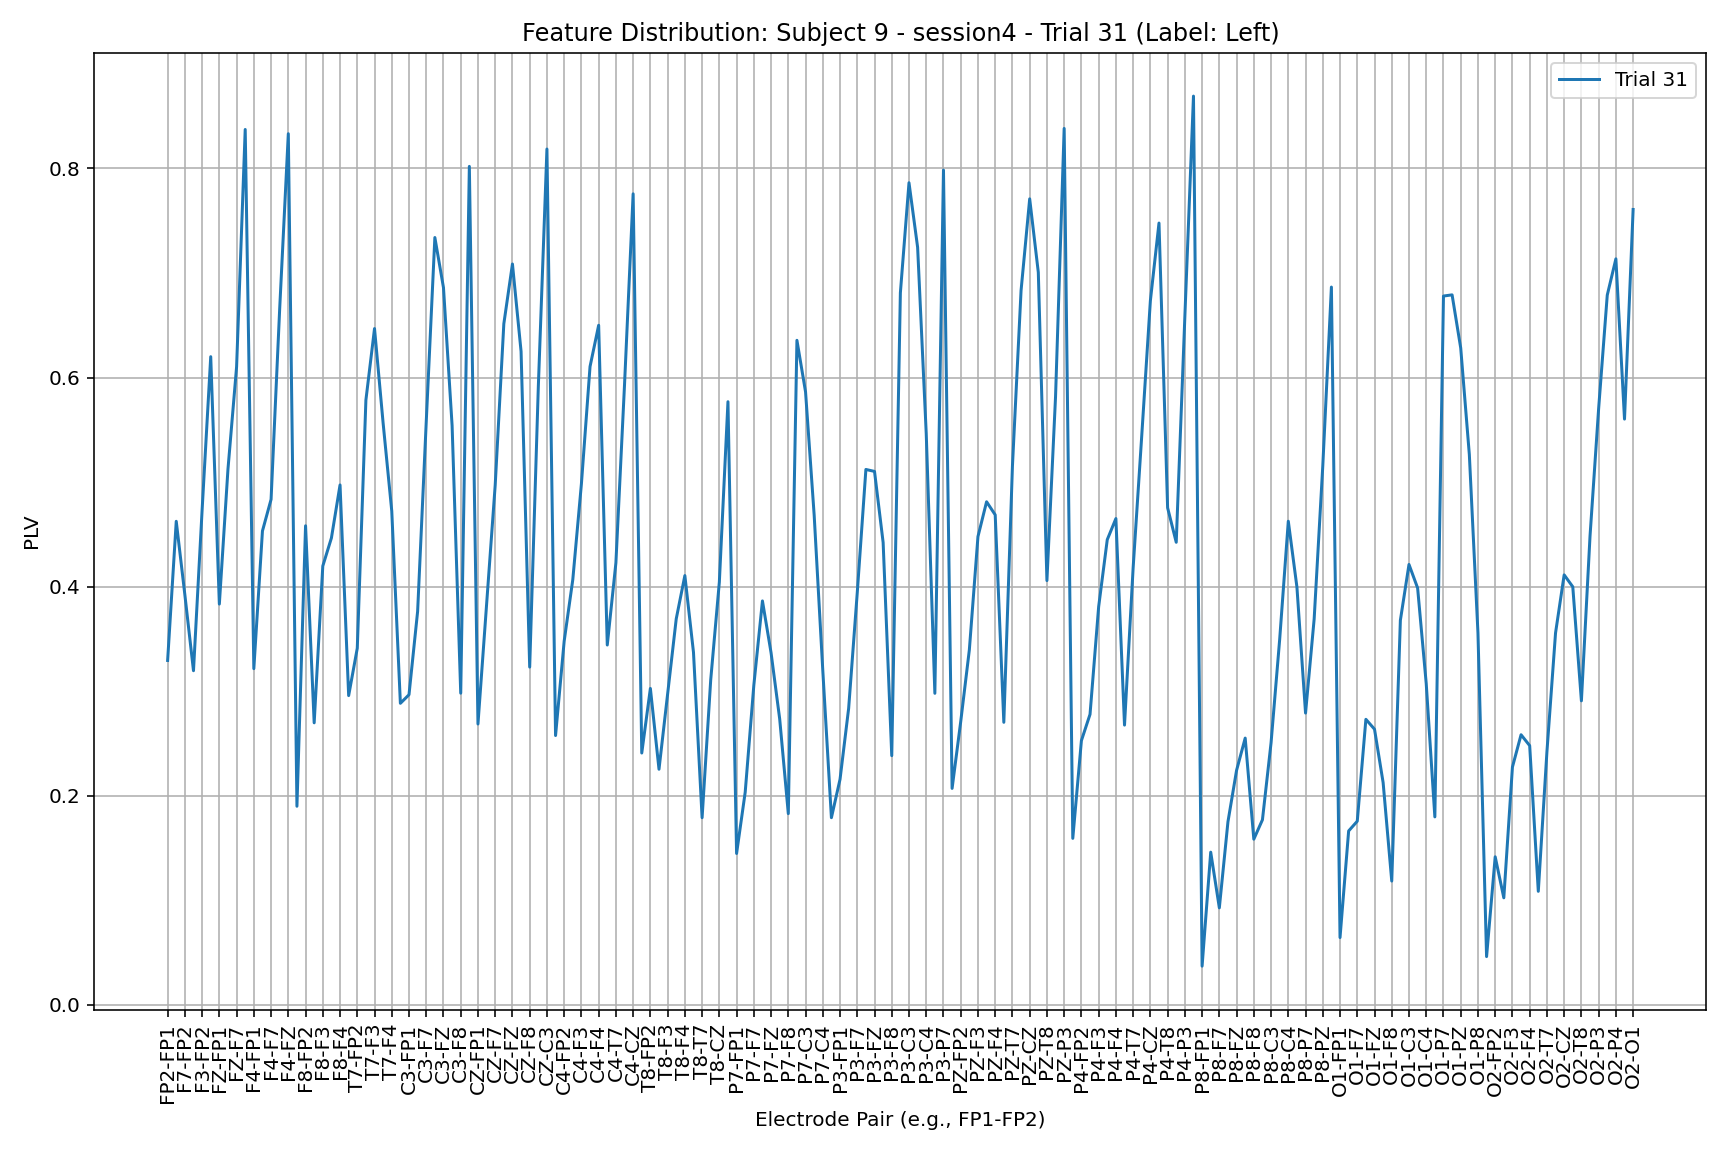 Feature Distribution: Subject 9 - session4 - Trial 31 (Label: Left)
Trial 31
PLV
0.8
0.6
0.4
0.2
0.0
FP2-FP1
F7-FP2
F3-FP2
FZ-FP1
FZ-F7
F4-FP1
F4-F7
F4-FZ
F8-FP2
F8-F3
F8-F4
T7-FP2
T7-F3
T7-F4
C3-FP1
C3-F7
C3-FZ
C3-F8
CZ-FP1
CZ-F7
CZ-FZ
CZ-F8
CZ-C3
C4-FP2
C4-F3
C4-F4
C4-T7
C4-CZ
T8-FP2
T8-F3
T8-F4
T8-T7
T8-CZ
P7-FP1
P7-F7
P7-FZ
P7-F8
P7-C3
P7-C4
P3-FP1
P3-F7
P3-FZ
P3-F8
P3-C3
P3-C4
P3-P7
PZ-FP2
PZ-F3
PZ-F4
PZ-T7
PZ-CZ
PZ-T8
PZ-P3
P4-FP2
P4-F3
P4-F4
P4-T7
P4-CZ
P4-T8
P4-P3
P8-FP1
P8-F7
P8-FZ
P8-F8
P8-C3
P8-C4
P8-P7
P8-PZ
O1-FP1
O1-F7
O1-FZ
O1-F8
O1-C3
O1-C4
O1-P7
O1-PZ
O1-P8
O2-FP2
O2-F3
O2-F4
O2-T7
O2-CZ
O2-T8
O2-P3
O2-P4
O2-O1
Electrode Pair (e.g., FP1-FP2)